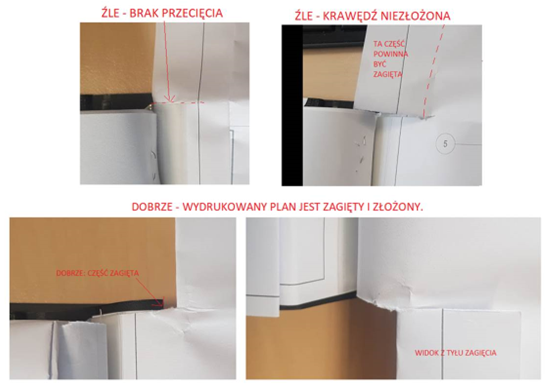 ŹLE - BRAK PRZECIĘCIA
ŹLE - KRAWĘDŹ NIEZŁOŻONA
TA CZĘŚĆ
POWINNA
BYĆ
ZAGIĘTA
5
DOBRZE - WYDRUKOWANY PLAN JEST ZAGIĘTY I ZŁOŻONY.
DOBRZE: CZĘŚĆ ZAGIĘTA
WIDOK Z TYŁU ZAGIĘCIA